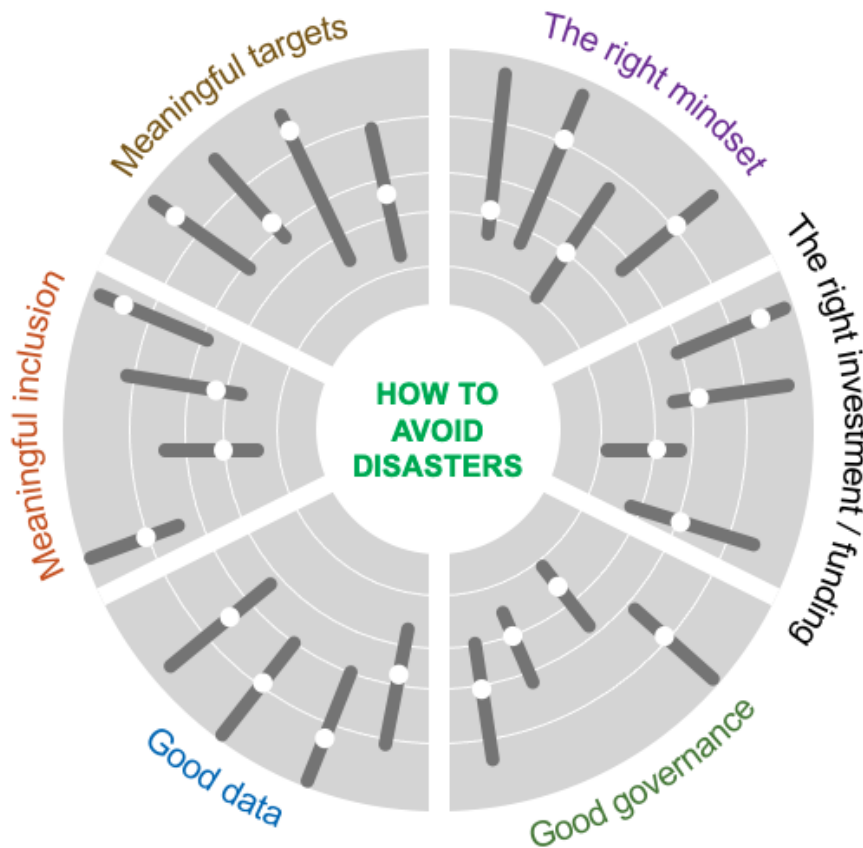 Meaningful targets
The right mindset
The right investment / funding
Good governance
Good data
Meaningful inclusion
HOW TO
AVOID
DISASTERS